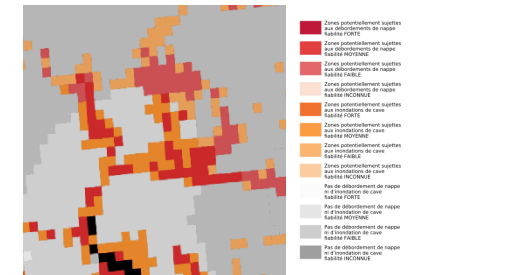 Zones potentiellement sujettes
aux débordements de nappe
fiabilité FORTE
Zones potentiellement sujettes
aux débordements de nappe
fiabilité MOYENNE
Zones potentiellement sujettes
aux débordements de nappe
fiabilité FAIBLE
Zones potentiellement sujettes
aux débordements de nappe
fiabilité INCONNUE
Zones potentiellement sujettes
aux inondations de cave
fiabilité FORTE
Zones potentiellement sujettes
aux inondations de cave
fiabilité MOYENNE
Zones potentiellement sujettes
aux inondations de cave
fiabilité FAIBLE
Zones potentiellement sujettes
aux inondations de cave
fiabilité INCONNUE
Pas de débordement de nappe
ni d'inondation de cave
fiabilité FORTE
Pas de débordement de nappe
ni d'inondation de cave
fiabilité MOYENNE
Pas de débordement de nappe
ni d'inondation de cave
fiabilité FAIBLE
Pas de débordement de nappe
ni d'inondation de cave
fiabilité INCONNUE